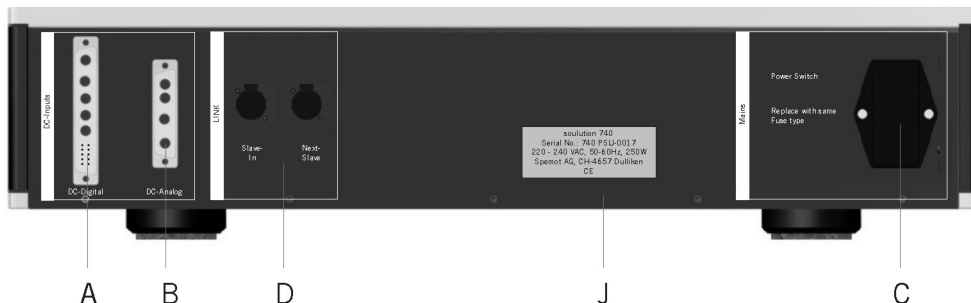 DC-Inputs
DC-Digital
DC-Analog
LINK
Slave-
In
Next-
Slave
soulution 740
Serial No.: 740 PSU-0017
220 - 240 VAC, 50-60Hz, 250W
Spemot AG, CH-4657 Dulliken
CE
Mains
Power Switch
Replace with same
Fuse type
A
B
D
J
C